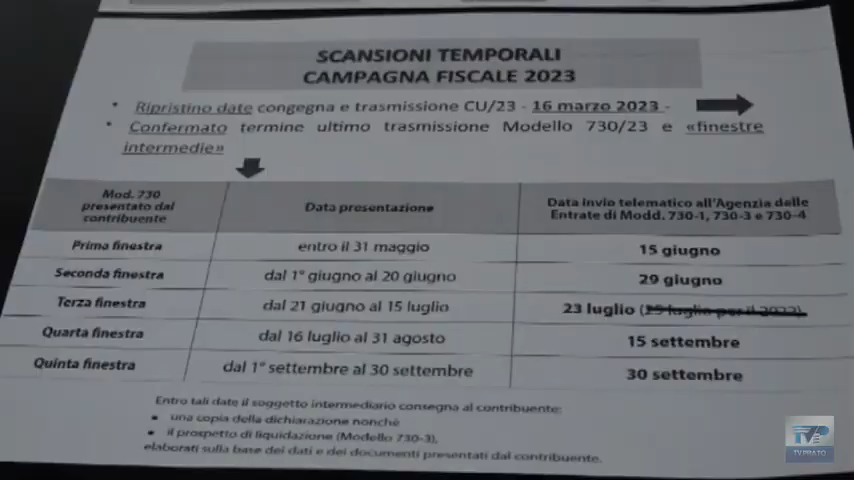 SCANSIONI TEMPORALI
CAMPAGNA FISCALE 2023
• Ripristino date congegna e trasmissione CU/23 - 16 marzo 2023 -
• Confermato termine ultimo trasmissione Modello 730/23 e «finestre
intermedie»
Mod. 730 presentato dal contribuente
Data presentazione
Data invio telematico all'Agenzia delle Entrate di Modd. 730-1, 730-3 e 730-4
Prima finestra entro il 31 maggio 15 giugno
Seconda finestra dal 1° giugno al 20 giugno 29 giugno
Terza finestra dal 21 giugno al 15 luglio 23 luglio (25 luglio per il 2022)
Quarta finestra dal 16 luglio al 31 agosto 15 settembre
Quinta finestra dal 1° settembre al 30 settembre 30 settembre
Entro tali date il soggetto intermediario consegna al contribuente:
▪ una copia della dichiarazione nonché
▪ il prospetto di liquidazione (Modello 730-3),
elaborati sulla base dei dati e dei documenti presentati dal contribuente.
TVP
TV PRATO